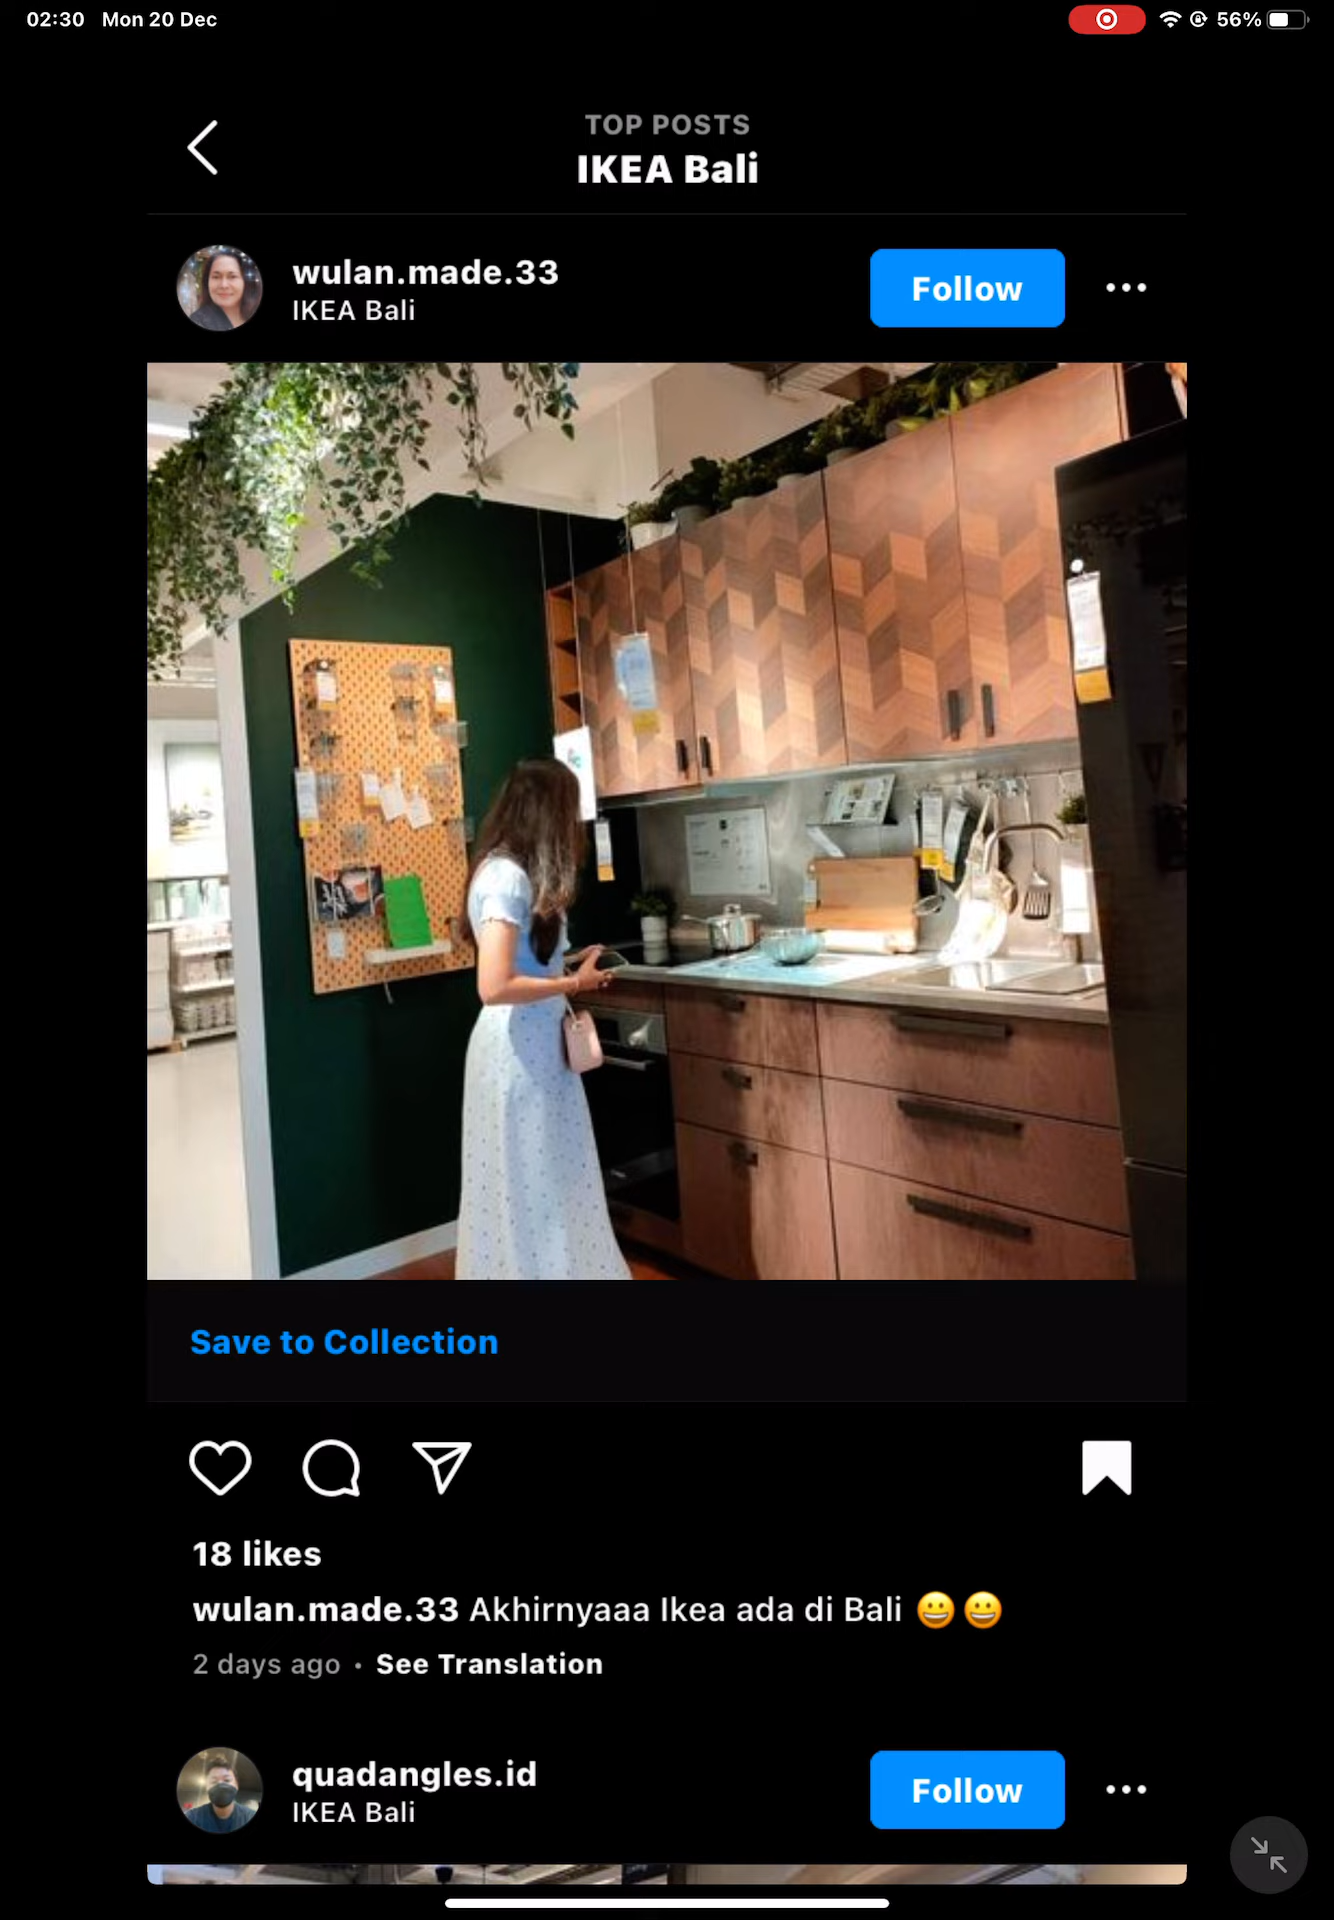 02:30 Mon 20 Dec
56%
TOP POSTS
IKEA Bali
wulan.made.33
IKEA Bali
Follow
Save to Collection
18 likes
wulan.made.33 Akhirnyaaa Ikea ada di Bali 😀😀
2 days ago • See Translation
quadangles.id
IKEA Bali
Follow